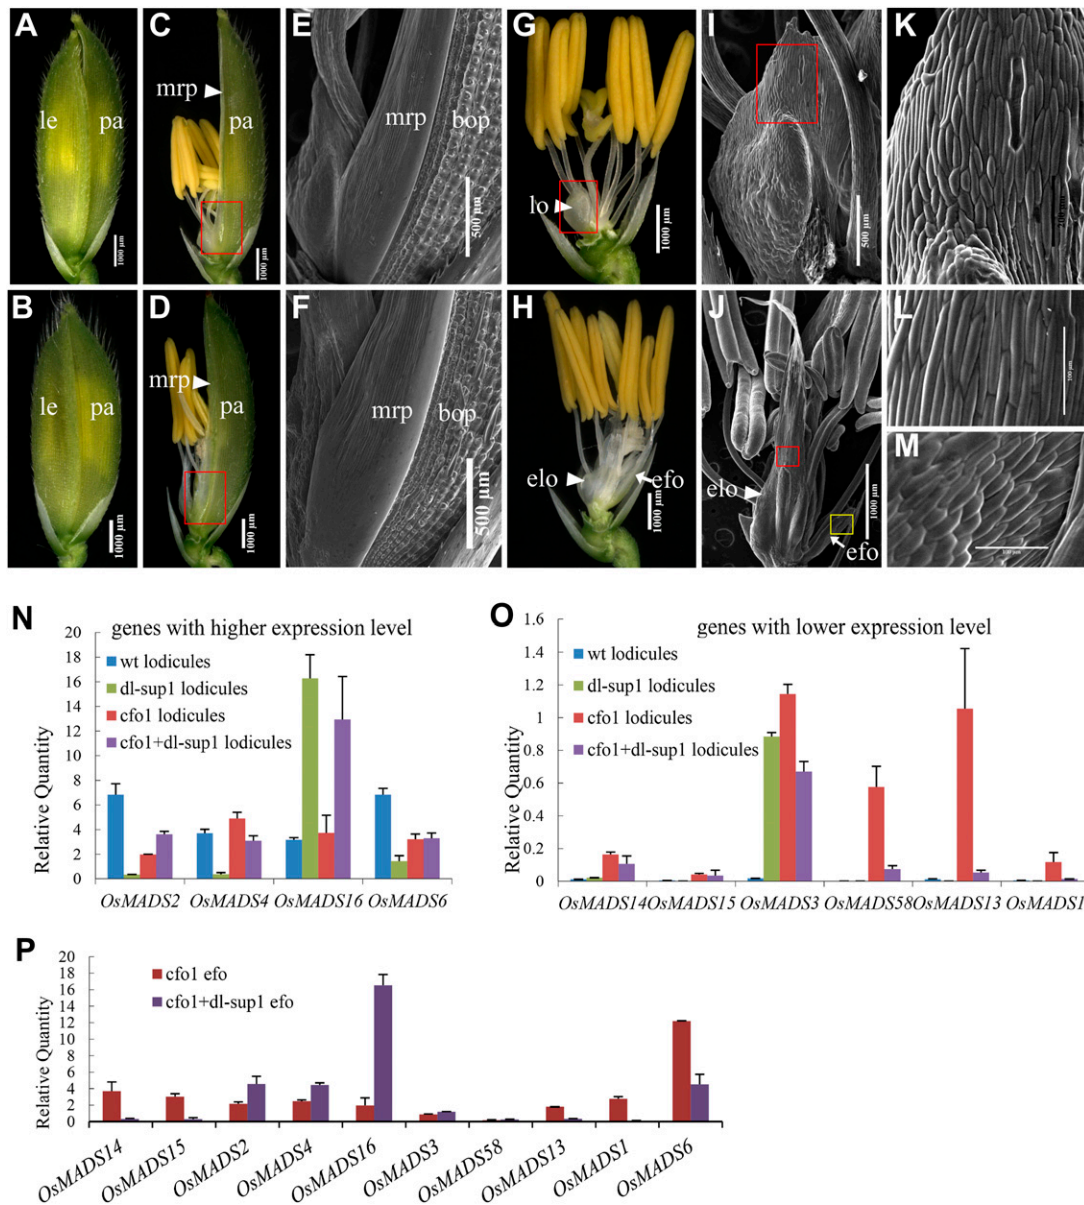 A
le
pa
1000 µm
C
mrp
pa
1000 µm
E
mrp
bop
500 µm
G
lo
1000 µm
I
500 µm
K
200 µm
B
le
pa
1000 µm
D
mrp
pa
1000 µm
F
mrp
bop
500 µm
H
elo
efo
1000 µm
J
elo
efo
1000 µm
L
100 µm
M
100 µm
N
genes with higher expression level
Relative Quantity
20
18
16
14
12
10
8
6
4
2
0
wt lodicules
dl-sup1 lodicules
cfo1 lodicules
cfo1+dl-sup1 lodicules
OsMADS2 OsMADS4 OsMADS16 OsMADS6
O
genes with lower expression level
Relative Quantity
1.6
1.4
1.2
1
0.8
0.6
0.4
0.2
0
wt lodicules
dl-sup1 lodicules
cfo1 lodicules
cfo1+dl-sup1 lodicules
OsMADS14 OsMADS15 OsMADS3 OsMADS58 OsMADS13 OsMADS1
P
Relative Quantity
20
18
16
14
12
10
8
6
4
2
0
cfo1 efo
cfo1+dl-sup1 efo
OsMADS14
OsMADS15
OsMADS2
OsMADS4
OsMADS16
OsMADS3
OsMADS58
OsMADS13
OsMADS1
OsMADS6